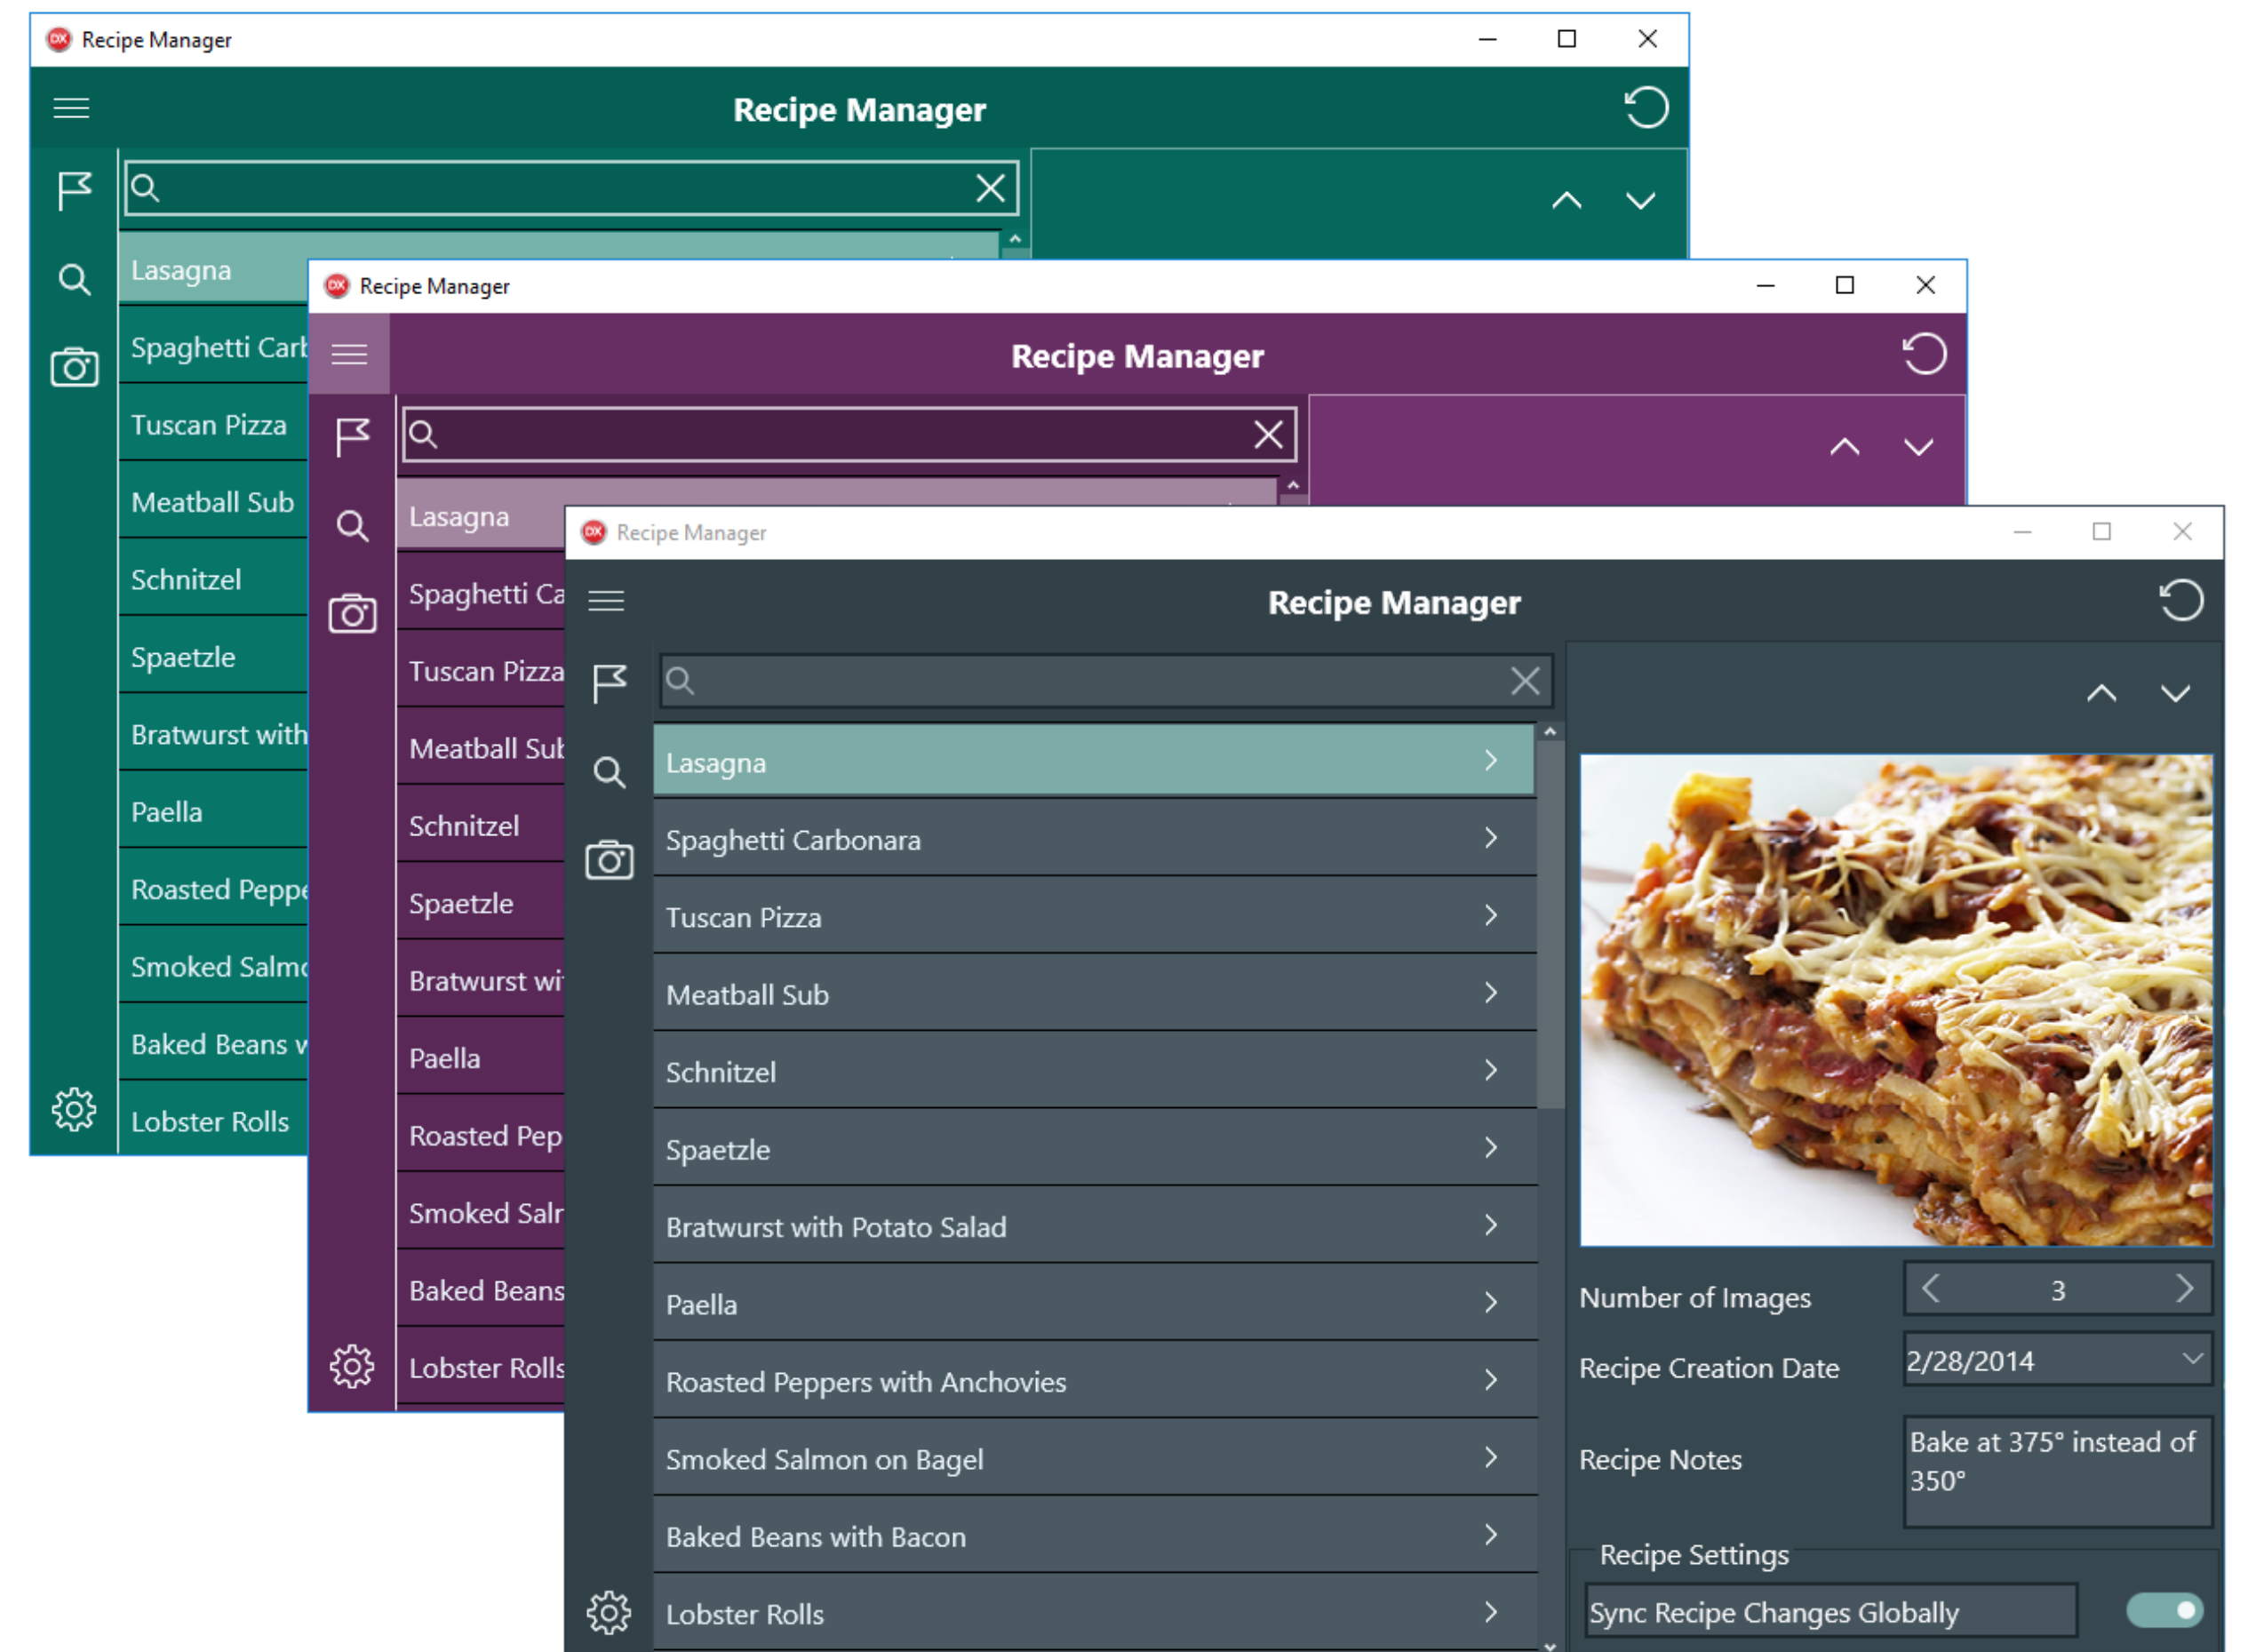 DX Recipe Manager
Recipe Manager
Lasagna
Spaghetti Carb
Tuscan Pizza
Meatball Sub
Schnitzel
Spaetzle
Bratwurst with
Paella
Roasted Peppe
Smoked Salmo
Baked Beans w
Lobster Rolls
DX Recipe Manager
Recipe Manager
Lasagna
Spaghetti Ca
Tuscan Pizza
Meatball Sub
Schnitzel
Spaetzle
Bratwurst wi
Paella
Roasted Pep
Smoked Salm
Baked Beans
Lobster Rolls
DX Recipe Manager
Recipe Manager
Lasagna
Spaghetti Carbonara
Tuscan Pizza
Meatball Sub
Schnitzel
Spaetzle
Bratwurst with Potato Salad
Paella
Roasted Peppers with Anchovies
Smoked Salmon on Bagel
Baked Beans with Bacon
Lobster Rolls
Number of Images 3
Recipe Creation Date 2/28/2014
Recipe Notes Bake at 375° instead of
350°
Recipe Settings
Sync Recipe Changes Globally